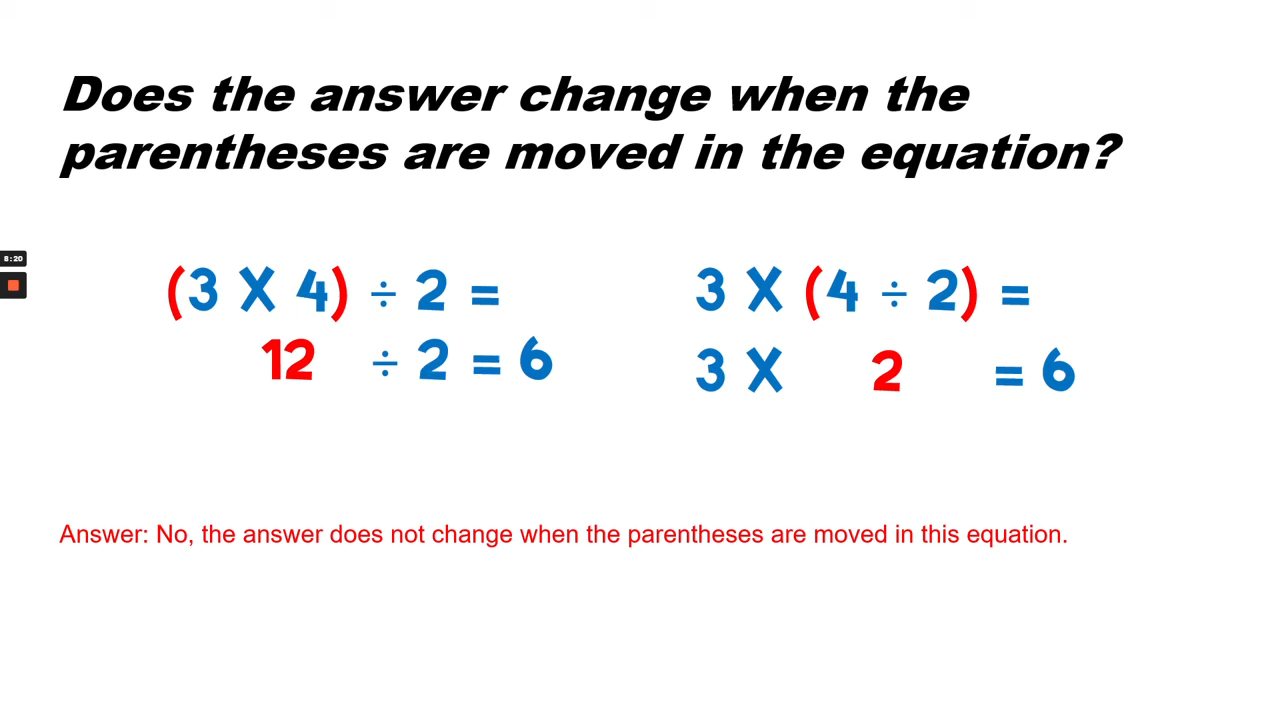 Does the answer change when the
parentheses are moved in the equation?
8:20
(3 X 4) ÷ 2 =
3 X (4 ÷ 2) =
12 ÷ 2 = 6
3 X 2 = 6
Answer: No, the answer does not change when the parentheses are moved in this equation.